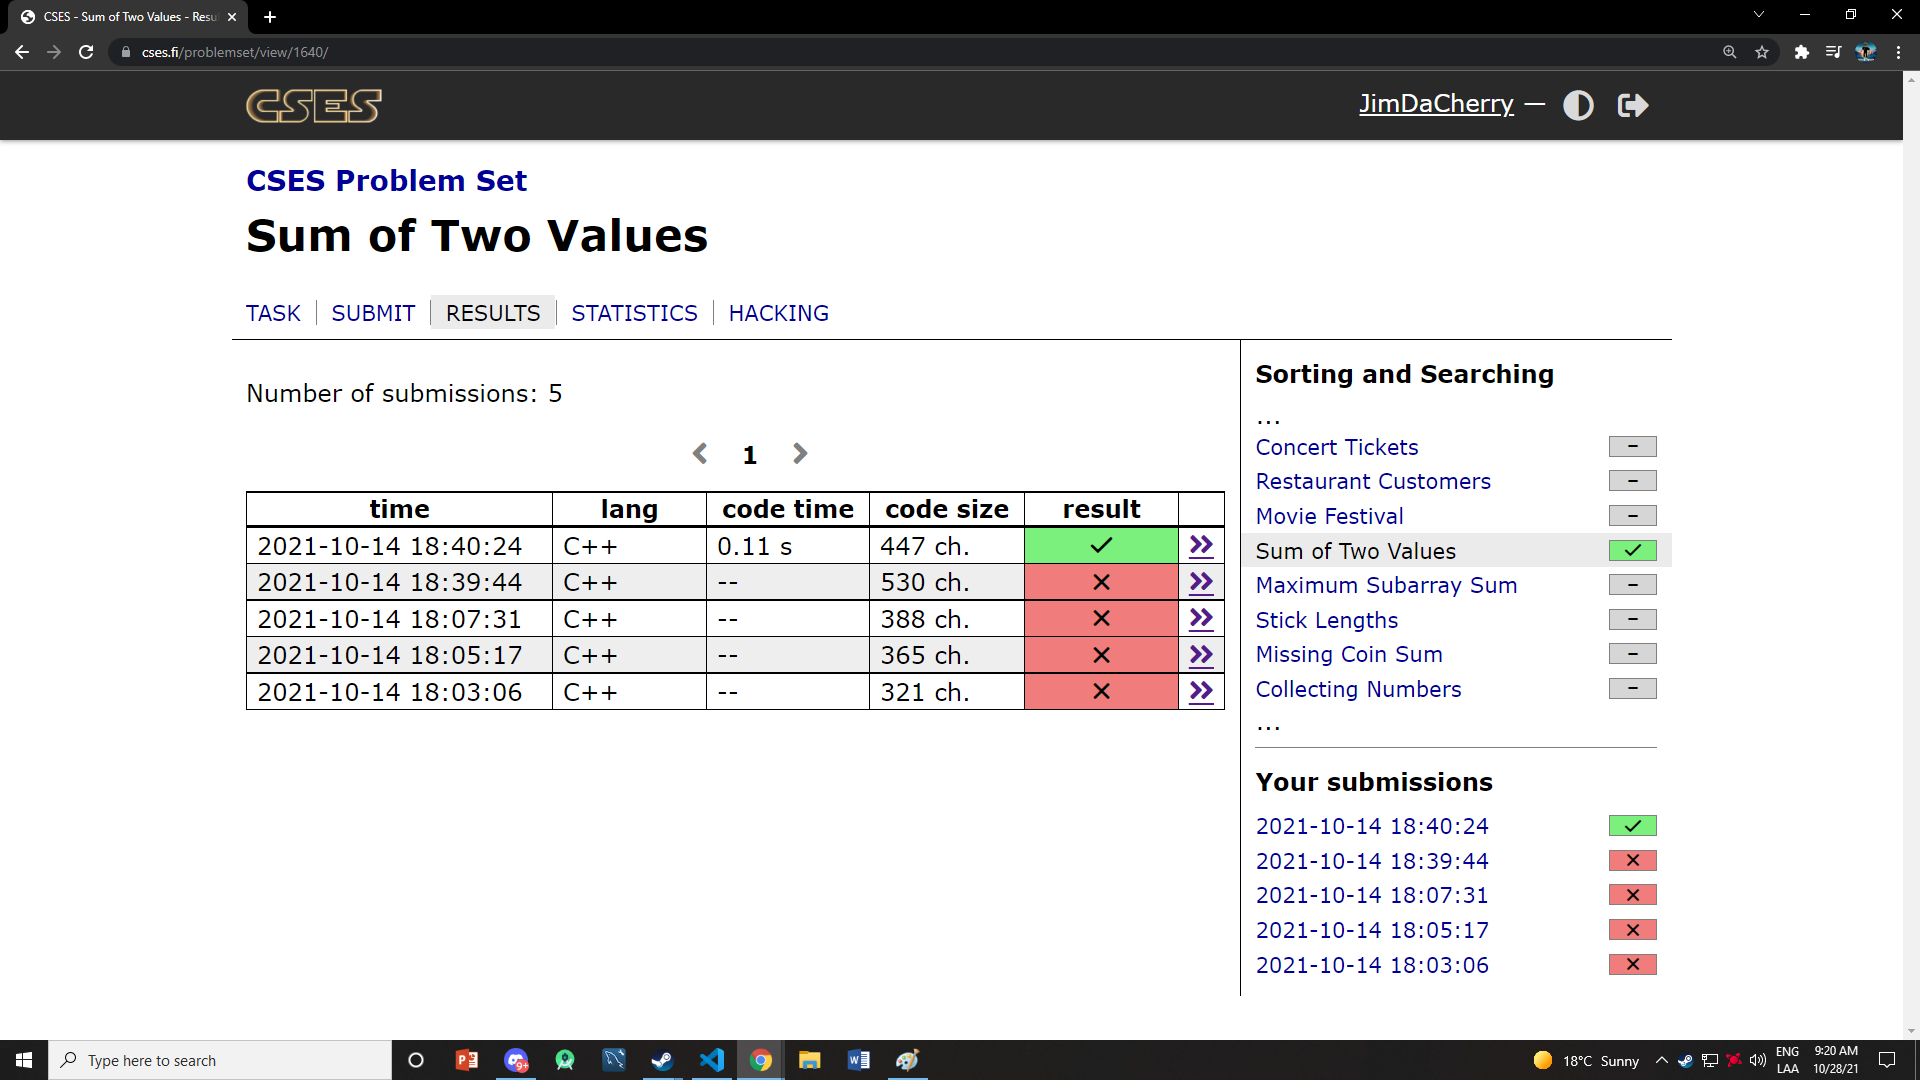 CSES - Sum of Two Values - Resu
cses.fi/problemset/view/1640/
CSES
JimDaCherry —
CSES Problem Set
Sum of Two Values
TASK SUBMIT RESULTS STATISTICS HACKING
Number of submissions: 5
1
time lang code time code size result
2021-10-14 18:40:24 C++ 0.11 s 447 ch.
2021-10-14 18:39:44 C++ -- 530 ch.
2021-10-14 18:07:31 C++ -- 388 ch.
2021-10-14 18:05:17 C++ -- 365 ch.
2021-10-14 18:03:06 C++ -- 321 ch.
Sorting and Searching
...
Concert Tickets –
Restaurant Customers –
Movie Festival –
Sum of Two Values
Maximum Subarray Sum –
Stick Lengths –
Missing Coin Sum –
Collecting Numbers –
...
Your submissions
2021-10-14 18:40:24
2021-10-14 18:39:44
2021-10-14 18:07:31
2021-10-14 18:05:17
2021-10-14 18:03:06
Type here to search
9+
18°C Sunny
ENG
LAA
9:20 AM
10/28/21